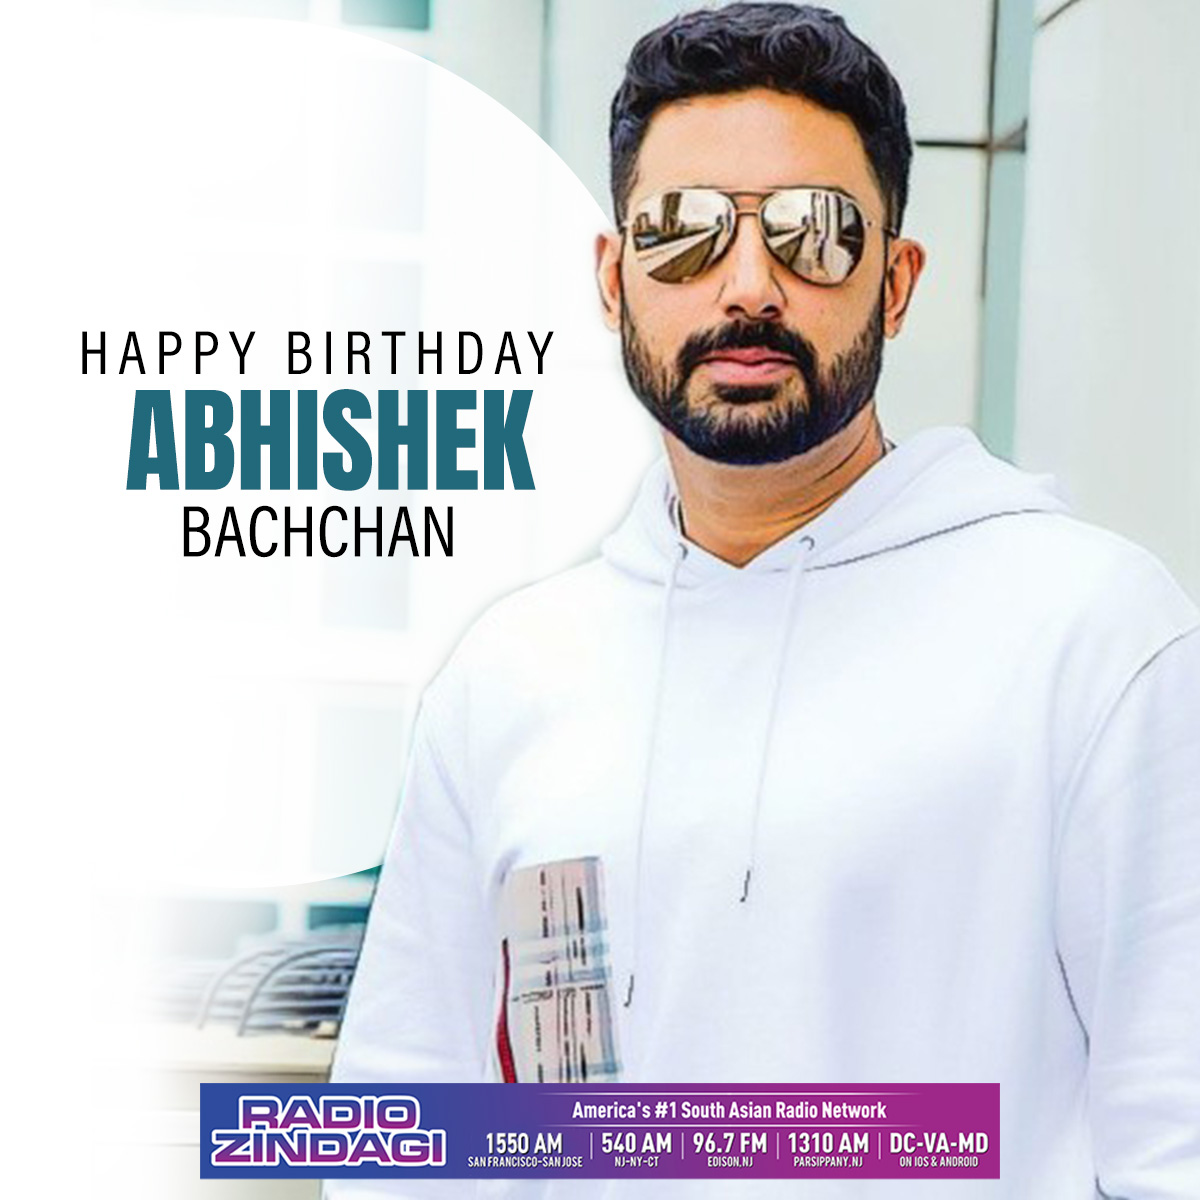 HAPPY BIRTHDAY
ABHISHEK
BACHCHAN
RADIO
ZINDAGI
America's #1 South Asian Radio Network
1550 AM | 540 AM | 96.7 FM | 1310 AM | DC-VA-MD
SAN FRANCISCO-SAN JOSE NJ-NY-CT EDISON, NJ PARSIPPANY, NJ ON IOS & ANDROID